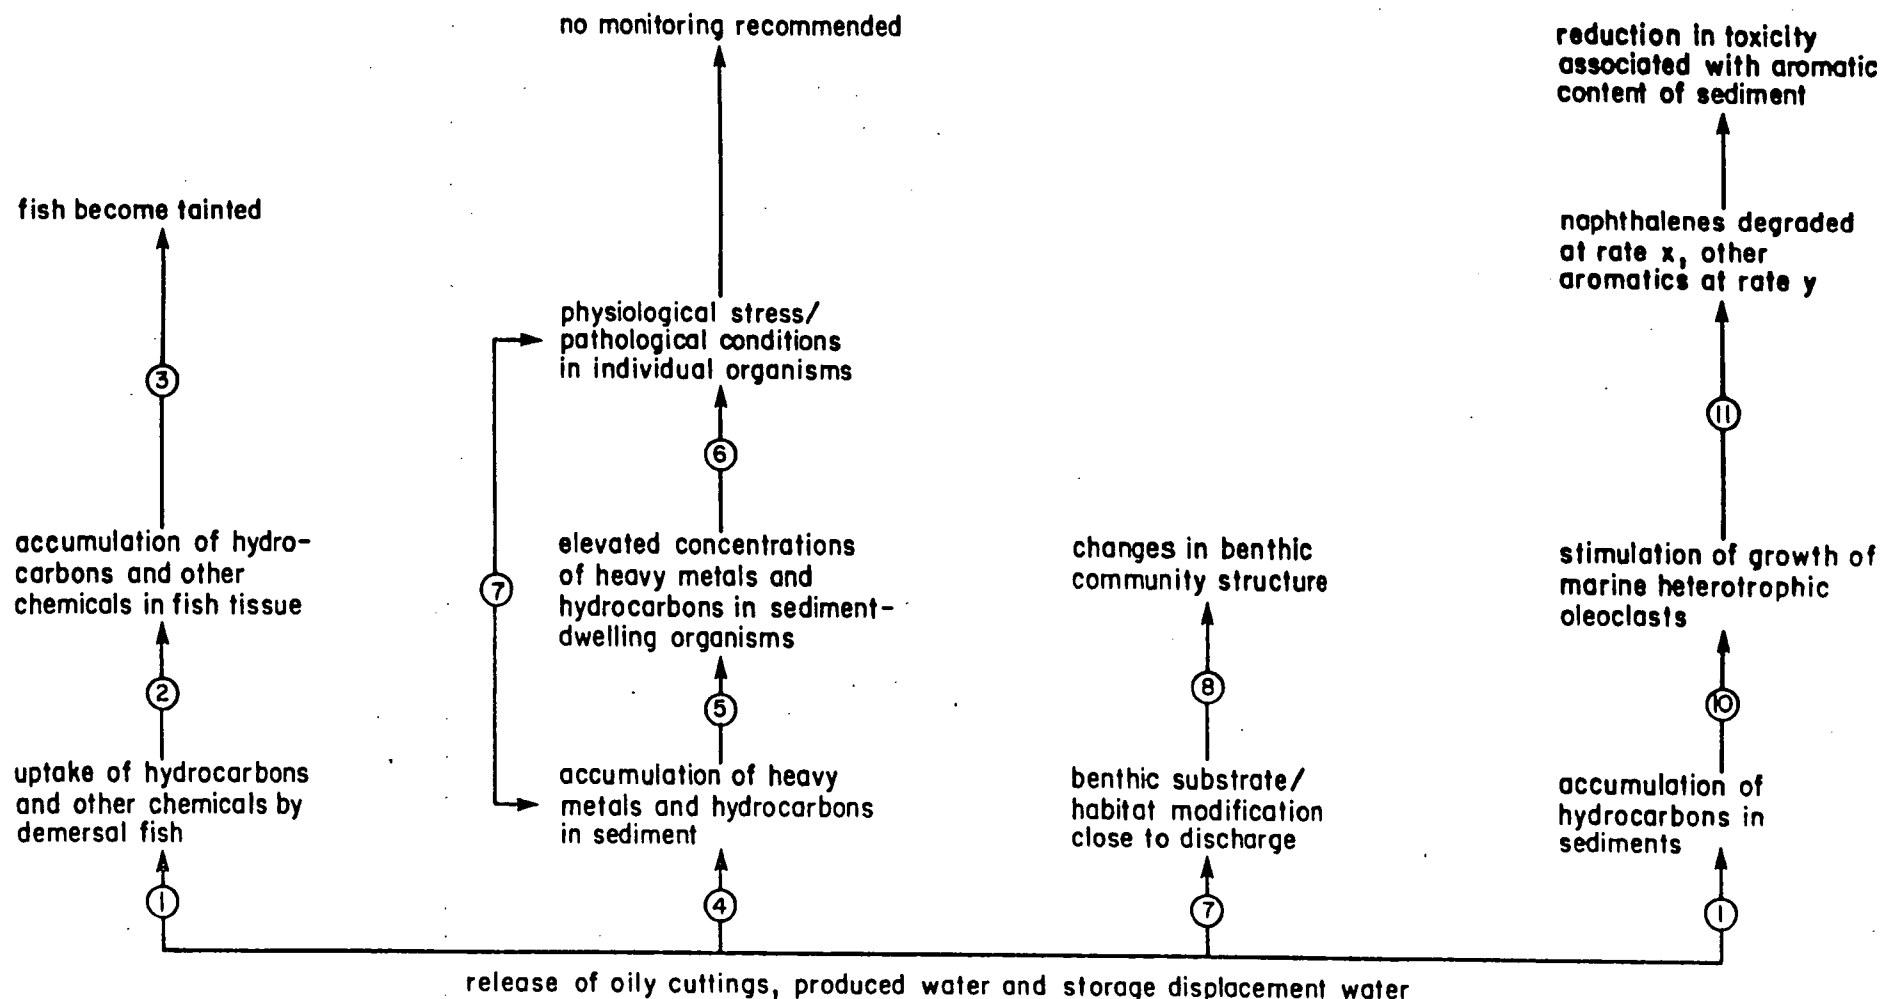 no monitoring recommended
reduction in toxicity
associated with aromatic
content of sediment
fish become tainted
naphthalenes degraded
at rate x, other
aromatics at rate y
physiological stress/
pathological conditions
in individual organisms
3
11
6
accumulation of hydro-
carbons and other
chemicals in fish tissue
7
elevated concentrations
of heavy metals and
hydrocarbons in sediment-
dwelling organisms
changes in benthic
community structure
stimulation of growth of
marine heterotrophic
oleoclasts
2
5
8
10
uptake of hydrocarbons
and other chemicals by
demersal fish
accumulation of heavy
metals and hydrocarbons
in sediment
benthic substrate/
habitat modification
close to discharge
accumulation of
hydrocarbons in
sediments
1
4
7
1
release of oily cuttings, produced water and storage displacement water